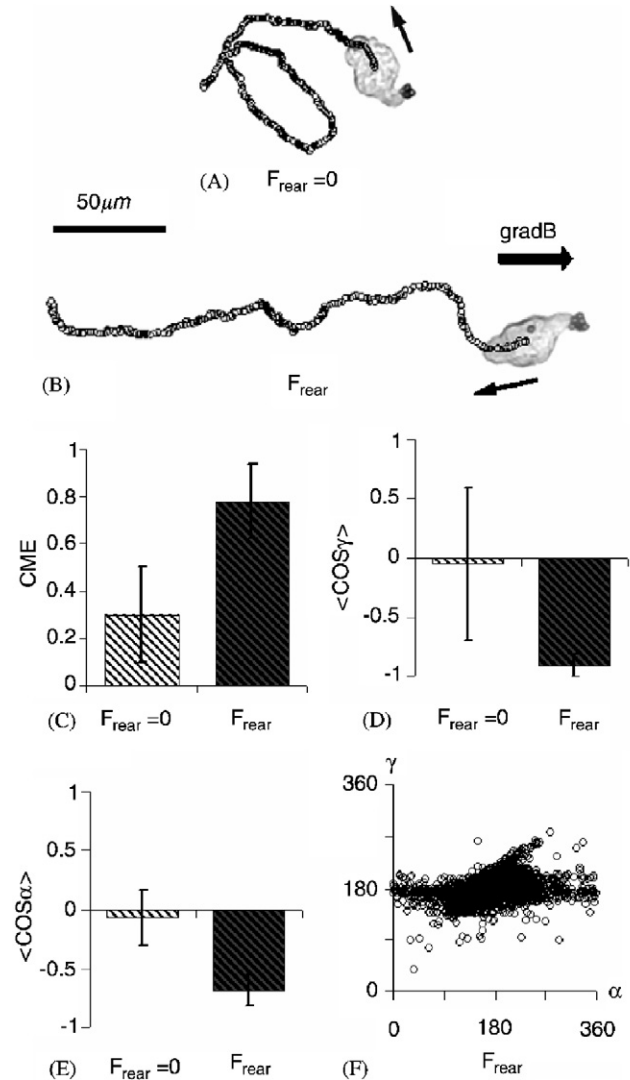 (A) F_rear =0
50μm
gradB
(B) F_rear
CME
1
0.8
0.6
0.4
0.2
0
(C) F_rear =0 F_rear
<COSγ>
1
0.5
0
-0.5
-1
(D) F_rear =0 F_rear
<COSα>
1
0.5
0
-0.5
-1
(E) F_rear =0 F_rear
γ
360
180
0
α
0 180 360
(F) F_rear